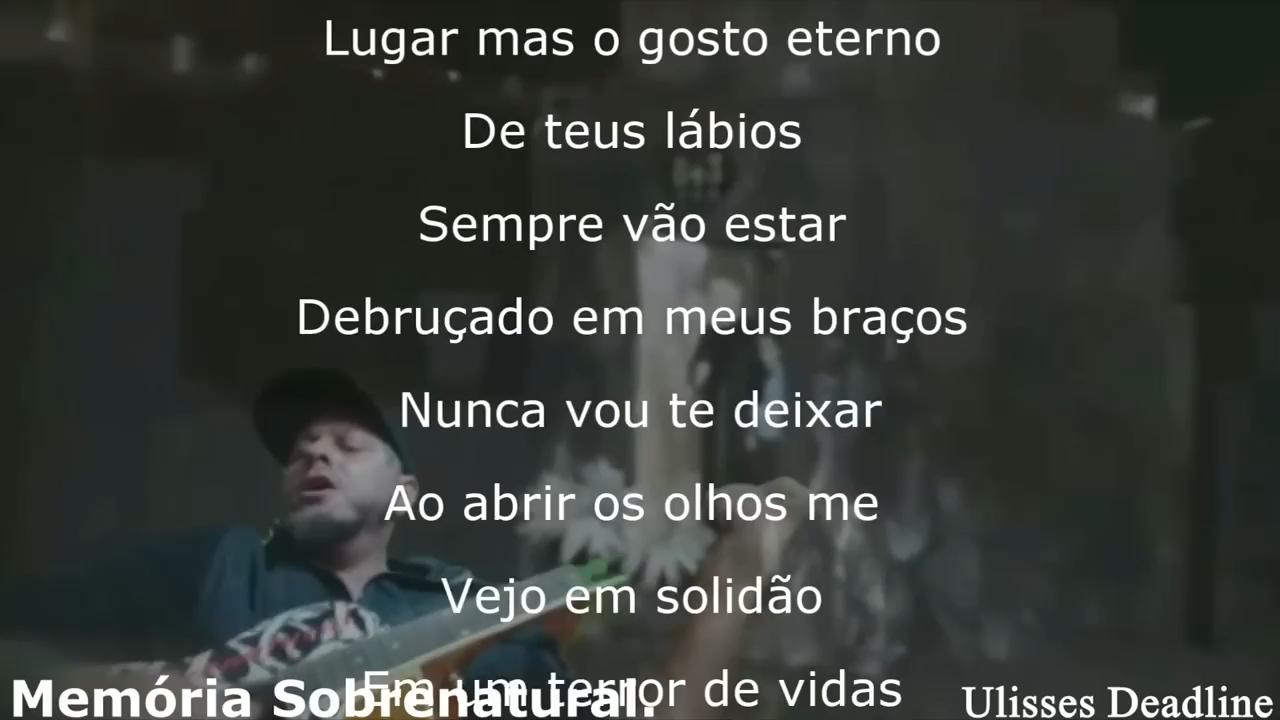 Lugar mas o gosto eterno
De teus lábios
Sempre vão estar
Debruçado em meus braços
Nunca vou te deixar
Ao abrir os olhos me
Vejo em solidão
Em um terror de vidas
Memória Sobrenatural.
Ulisses Deadline